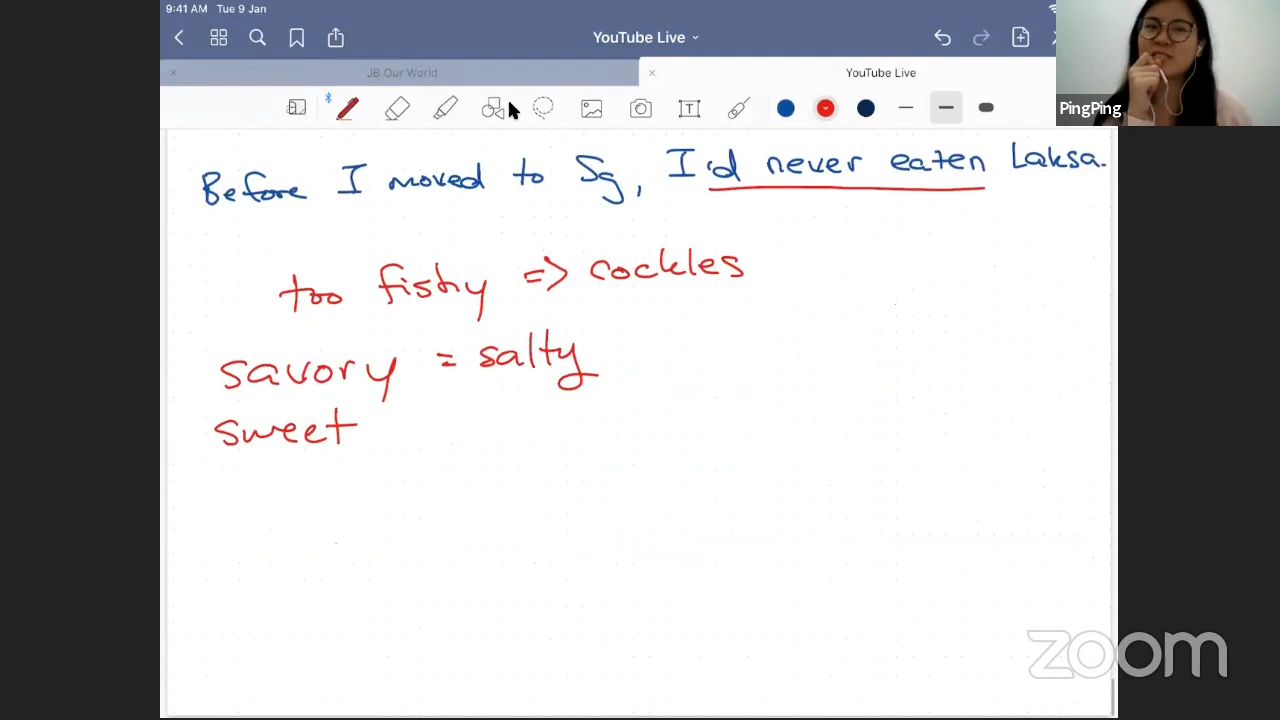 9:41 AM Tue 9 Jan
YouTube Live
JB Our World
YouTube Live
PingPing
Before I moved to Sg, I'd never eaten Laksa.
too fishy => cockles
savory = salty
sweet
zoom